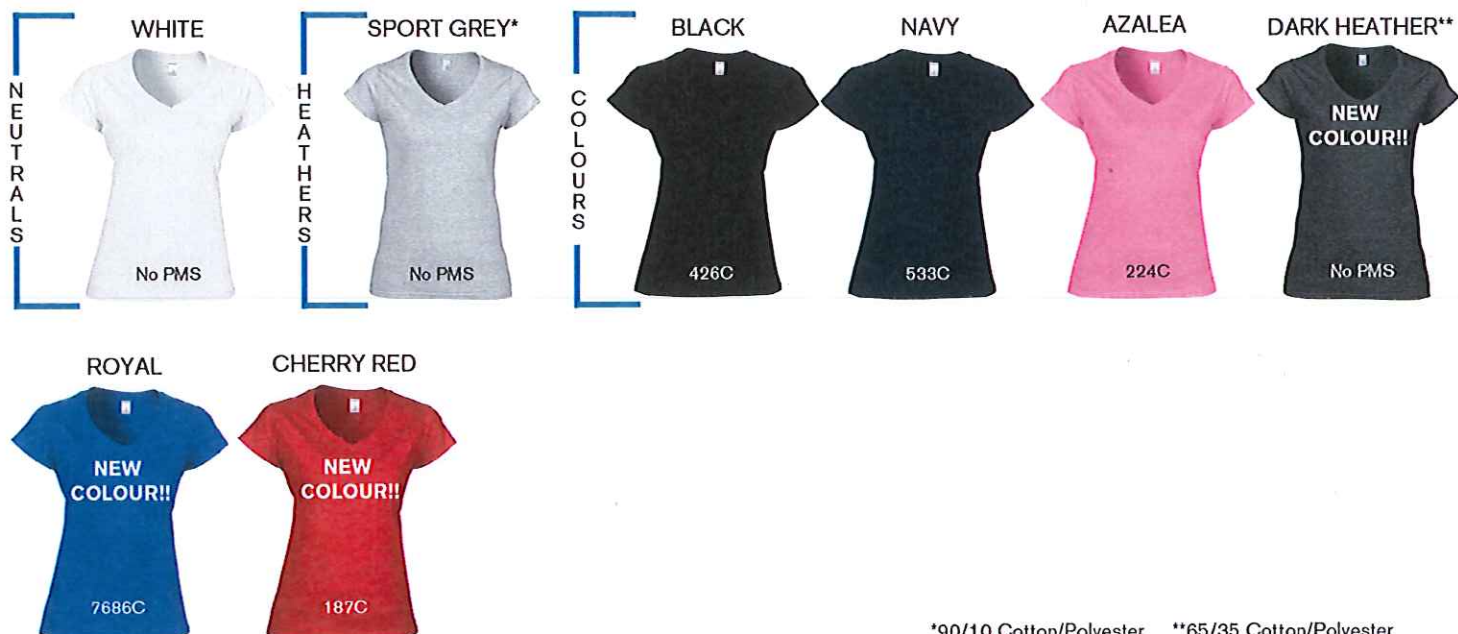 NEUTRALS
WHITE
No PMS
HEATHERS
SPORT GREY*
No PMS
COLOURS
BLACK
426C
NAVY
533C
AZALEA
224C
DARK HEATHER**
NEW
COLOUR!!
No PMS
ROYAL
NEW
COLOUR!!
7686C
CHERRY RED
NEW
COLOUR!!
187C
*90/10 Cotton/Polyester **65/35 Cotton/Polyester